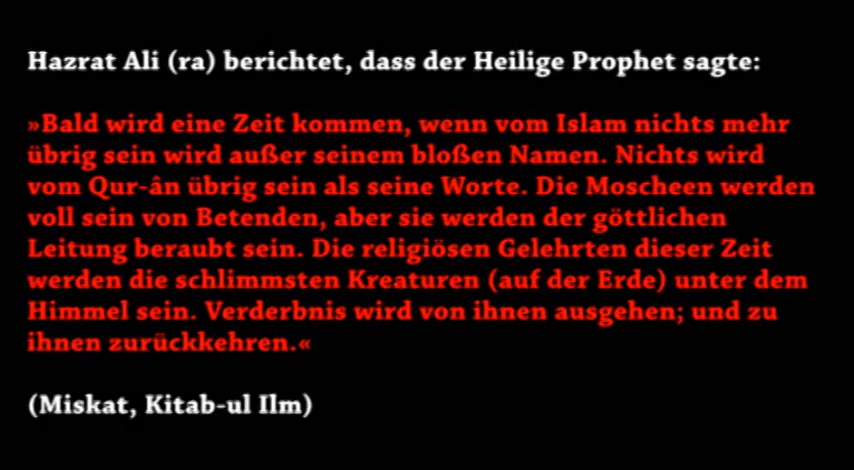 Hazrat Ali (ra) berichtet, dass der Heilige Prophet sagte:
»Bald wird eine Zeit kommen, wenn vom Islam nichts mehr
übrig sein wird außer seinem bloßen Namen. Nichts wird
vom Qur-ân übrig sein als seine Worte. Die Moscheen werden
voll sein von Betenden, aber sie werden der göttlichen
Leitung beraubt sein. Die religiösen Gelehrten dieser Zeit
werden die schlimmsten Kreaturen (auf der Erde) unter dem
Himmel sein. Verderbnis wird von ihnen ausgehen; und zu
ihnen zurückkehren.«
(Miskat, Kitab-ul Ilm)